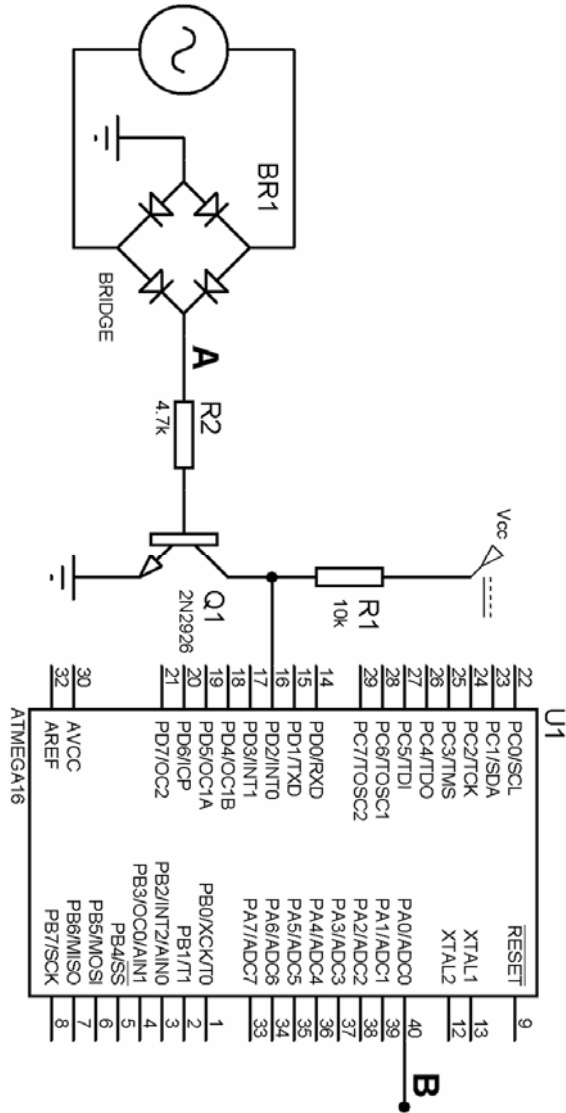 U1
Vcc
22 PC0/SCL
23 PC1/SDA
24 PC2/TCK
25 PC3/TMS
26 PC4/TDO
27 PC5/TDI
28 PC6/TOSC1
29 PC7/TOSC2
14 PD0/RXD
15 PD1/TXD
16 PD2/INT0
17 PD3/INT1
18 PD4/OC1B
19 PD5/OC1A
20 PD6/ICP
21 PD7/OC2
30 AVCC
32 AREF
RESET 9
XTAL1 13
XTAL2 12
PA0/ADC0 40
PA1/ADC1 39
PA2/ADC2 38
PA3/ADC3 37
PA4/ADC4 36
PA5/ADC5 35
PA6/ADC6 34
PA7/ADC7 33
PB0/XCK/T0 1
PB1/T1 2
PB2/INT2/AIN0 3
PB3/OC0/AIN1 4
PB4/SS 5
PB5/MOSI 6
PB6/MISO 7
PB7/SCK 8
ATMEGA16
B
R1
10k
BR1
BRIDGE
A
R2
4.7k
Q1
2N2926